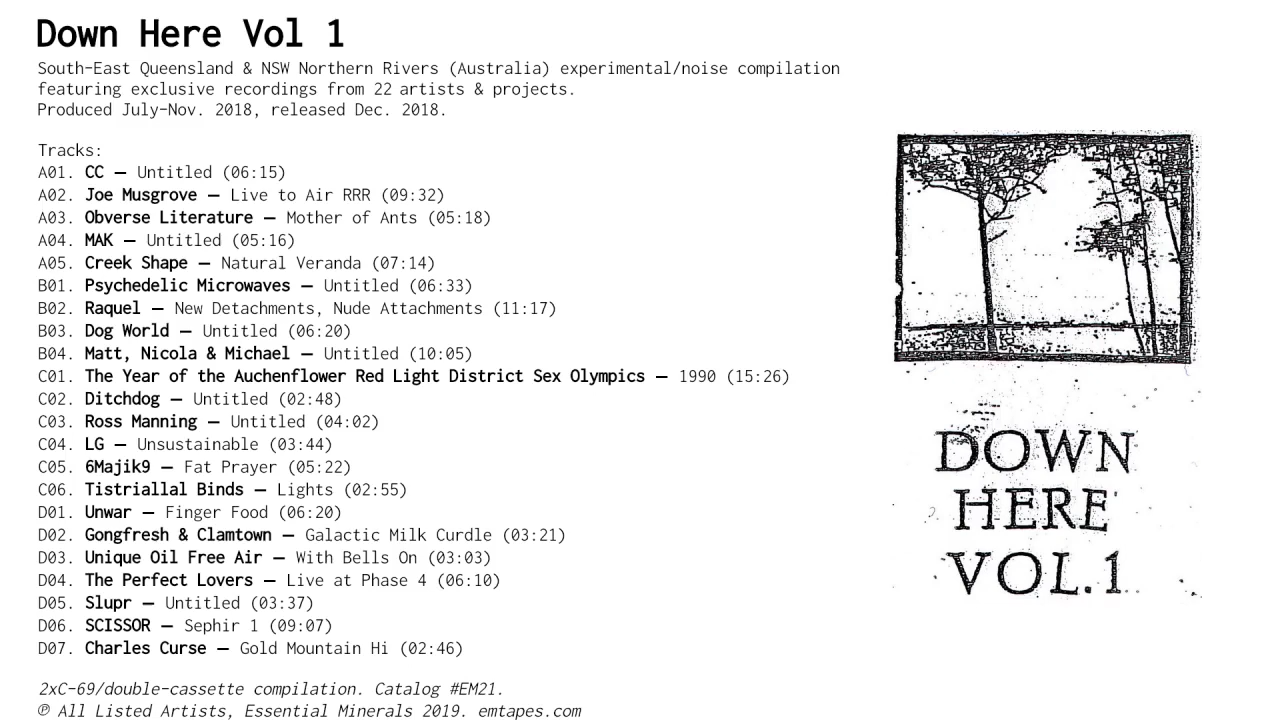 Down Here Vol 1
South-East Queensland & NSW Northern Rivers (Australia) experimental/noise compilation
featuring exclusive recordings from 22 artists & projects.
Produced July-Nov. 2018, released Dec. 2018.
Tracks:
A01. CC — Untitled (06:15)
A02. Joe Musgrove — Live to Air RRR (09:32)
A03. Obverse Literature — Mother of Ants (05:18)
A04. MAK — Untitled (05:16)
A05. Creek Shape — Natural Veranda (07:14)
B01. Psychedelic Microwaves — Untitled (06:33)
B02. Raquel — New Detachments, Nude Attachments (11:17)
B03. Dog World — Untitled (06:20)
B04. Matt, Nicola & Michael — Untitled (10:05)
C01. The Year of the Auchenflower Red Light District Sex Olympics — 1990 (15:26)
C02. Ditchdog — Untitled (02:48)
C03. Ross Manning — Untitled (04:02)
C04. LG — Unsustainable (03:44)
C05. 6Majik9 — Fat Prayer (05:22)
C06. Tistriallal Binds — Lights (02:55)
D01. Unwar — Finger Food (06:20)
D02. Gongfresh & Clamtown — Galactic Milk Curdle (03:21)
D03. Unique Oil Free Air — With Bells On (03:03)
D04. The Perfect Lovers — Live at Phase 4 (06:10)
D05. Slupr — Untitled (03:37)
D06. SCISSOR — Sephir 1 (09:07)
D07. Charles Curse — Gold Mountain Hi (02:46)
2xC-69/double-cassette compilation. Catalog #EM21.
℗ All Listed Artists, Essential Minerals 2019. emtapes.com
DOWN
HERE
VOL.1